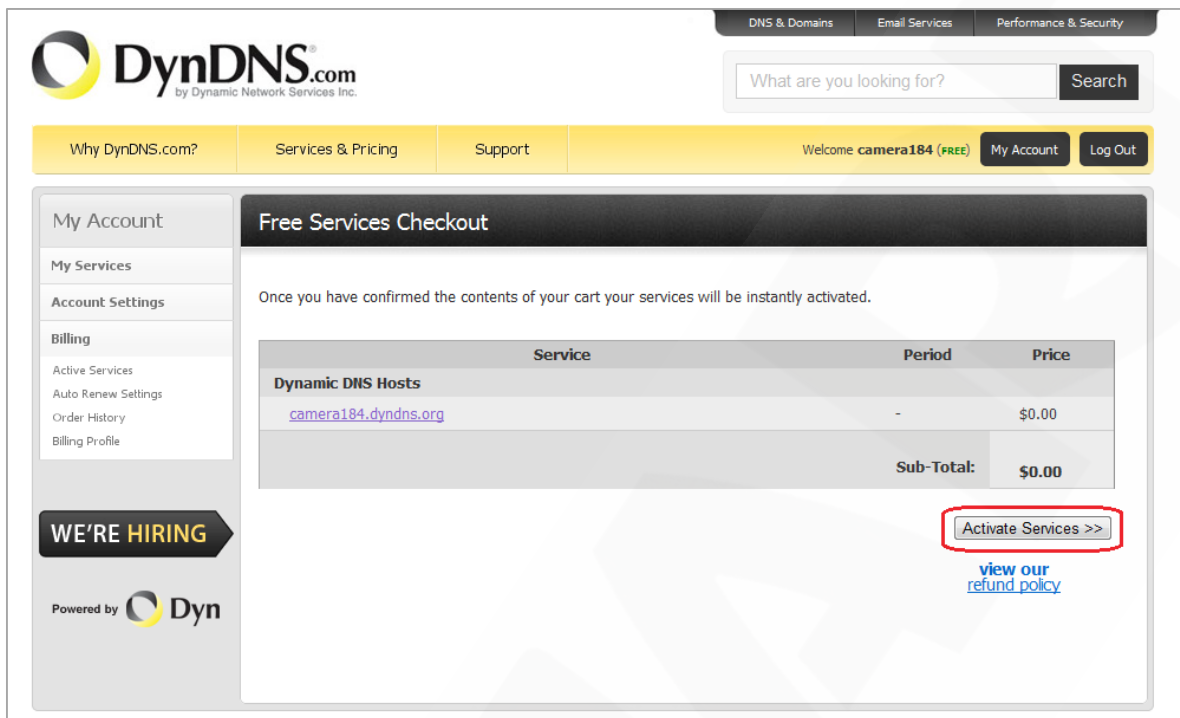 DNS & Domains Email Services Performance & Security
DynDNS.com
by Dynamic Network Services Inc.
What are you looking for? Search
Why DynDNS.com? Services & Pricing Support Welcome camera184 (FREE) My Account Log Out
My Account
My Services
Account Settings
Billing
Active Services
Auto Renew Settings
Order History
Billing Profile
WE'RE HIRING
Powered by Dyn
Free Services Checkout
Once you have confirmed the contents of your cart your services will be instantly activated.
Service Period Price
Dynamic DNS Hosts
camera184.dyndns.org - $0.00
Sub-Total: $0.00
Activate Services >>
view our
refund policy